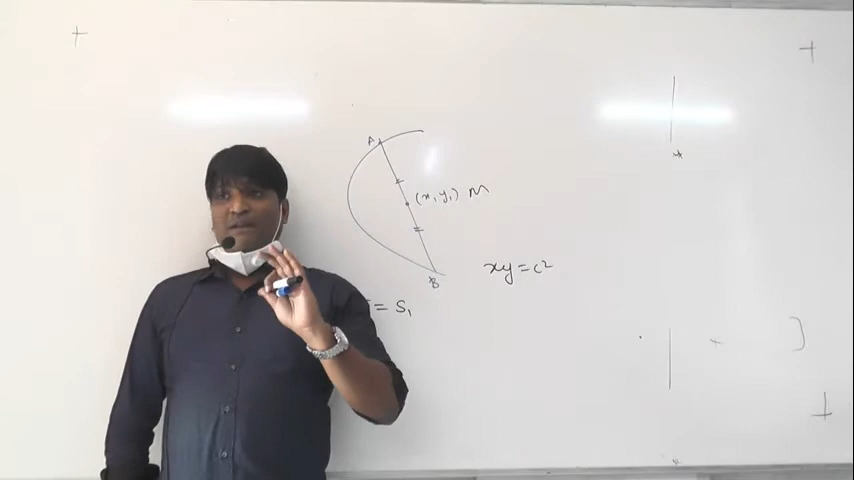 A
(x₁ y₁) M
B
xy = c²
= S₁